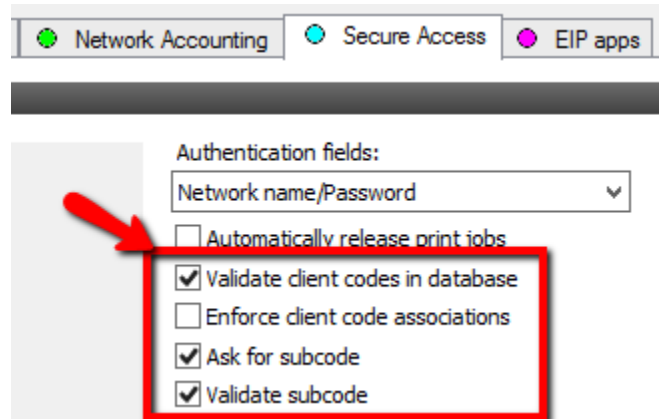 Network Accounting Secure Access EIP apps
Authentication fields:
Network name/Password
Automatically release print jobs
Validate client codes in database
Enforce client code associations
Ask for subcode
Validate subcode